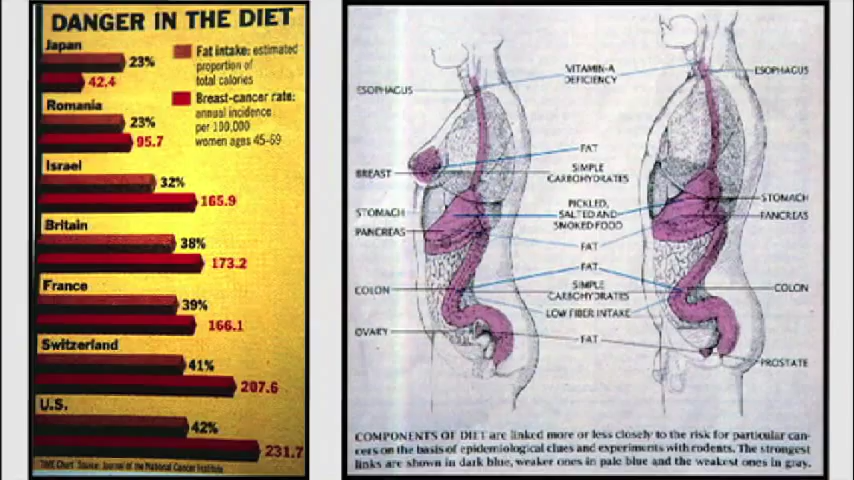 DANGER IN THE DIET
Fat intake: estimated
proportion of
total calories
Breast-cancer rate:
annual incidence
per 100,000
women ages 45-69
Japan
23%
42.4
Romania
23%
95.7
Israel
32%
165.9
Britain
38%
173.2
France
39%
166.1
Switzerland
41%
207.6
U.S.
42%
231.7
TIME Chart Source: Journal of the National Cancer Institute
VITAMIN-A
DEFICIENCY
ESOPHAGUS
ESOPHAGUS
FAT
BREAST
SIMPLE
CARBOHYDRATES
STOMACH
PICKLED,
SALTED AND
SMOKED FOOD
STOMACH
PANCREAS
PANCREAS
FAT
FAT
COLON
SIMPLE
CARBOHYDRATES
COLON
LOW FIBER INTAKE
OVARY
FAT
PROSTATE
COMPONENTS OF DIET are linked more or less closely to the risk for particular can-
cers on the basis of epidemiological clues and experiments with rodents. The strongest
links are shown in dark blue, weaker ones in pale blue and the weakest ones in gray.